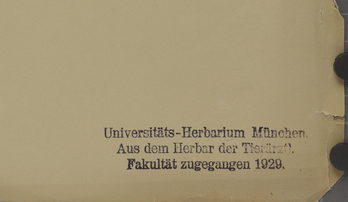 Universitäts-Herbarium München.
Aus dem Herbar der Tierärztl.
Fakultät zugegangen 1929.